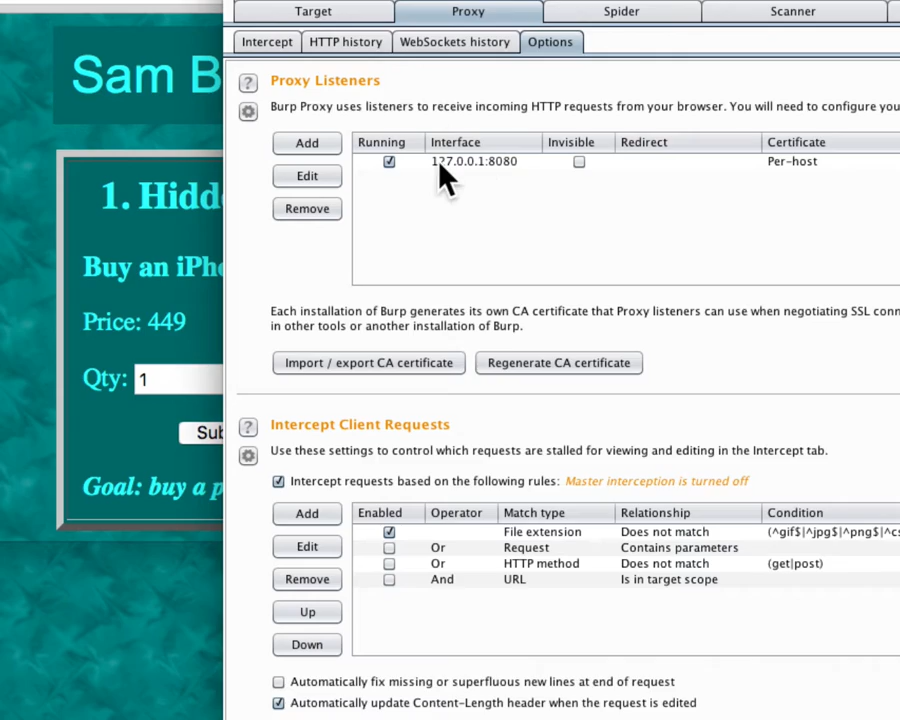 Target Proxy Spider Scanner
Intercept HTTP history WebSockets history Options
Sam B
Proxy Listeners
Burp Proxy uses listeners to receive incoming HTTP requests from your browser. You will need to configure you
Add
Edit
Remove
Running Interface Invisible Redirect Certificate
127.0.0.1:8080 Per-host
1. Hidd
Buy an iPho
Price: 449
Qty: 1
Sub
Goal: buy a p
Each installation of Burp generates its own CA certificate that Proxy listeners can use when negotiating SSL conn
in other tools or another installation of Burp.
Import / export CA certificate Regenerate CA certificate
Intercept Client Requests
Use these settings to control which requests are stalled for viewing and editing in the Intercept tab.
Intercept requests based on the following rules: Master interception is turned off
Add
Edit
Remove
Up
Down
Enabled Operator Match type Relationship Condition
File extension Does not match (^gif$|^jpg$|^png$|^cs
Or Request Contains parameters
Or HTTP method Does not match (get|post)
And URL Is in target scope
Automatically fix missing or superfluous new lines at end of request
Automatically update Content-Length header when the request is edited